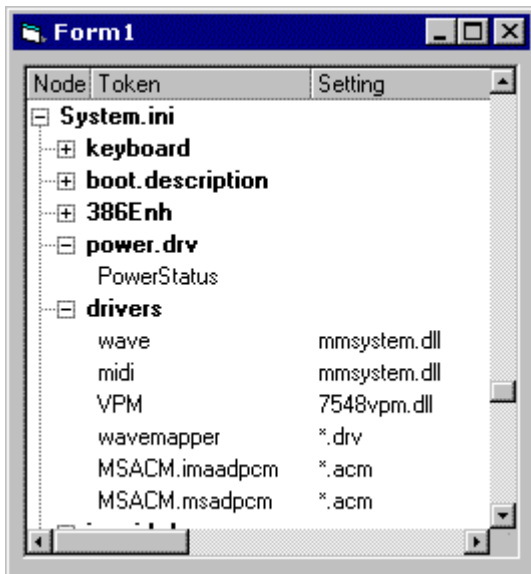 Form1
Node Token Setting
System.ini
keyboard
boot.description
386Enh
power.drv
PowerStatus
drivers
wave mmsystem.dll
midi mmsystem.dll
VPM 7548vpm.dll
wavemapper *.drv
MSACM.imaadpcm *.acm
MSACM.msadpcm *.acm